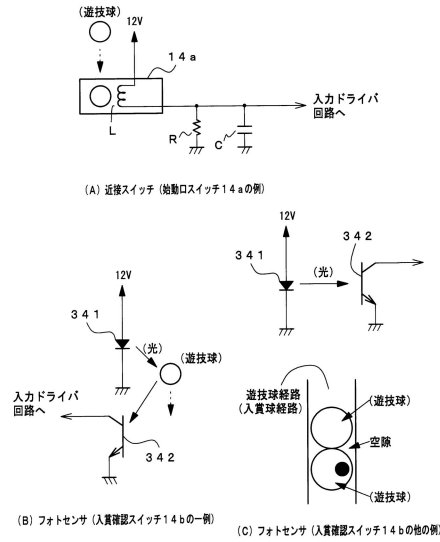 (遊技球)
12V
14a
L
R
C
入力ドライバ
回路へ
(A) 近接スイッチ (始動口スイッチ14aの例)
12V
341
(光)
(遊技球)
入力ドライバ
回路へ
342
(B) フォトセンサ (入賞確認スイッチ14bの一例)
12V
341
(光)
342
遊技球経路
(入賞球経路)
(遊技球)
空隙
(遊技球)
(C) フォトセンサ (入賞確認スイッチ14bの他の例)